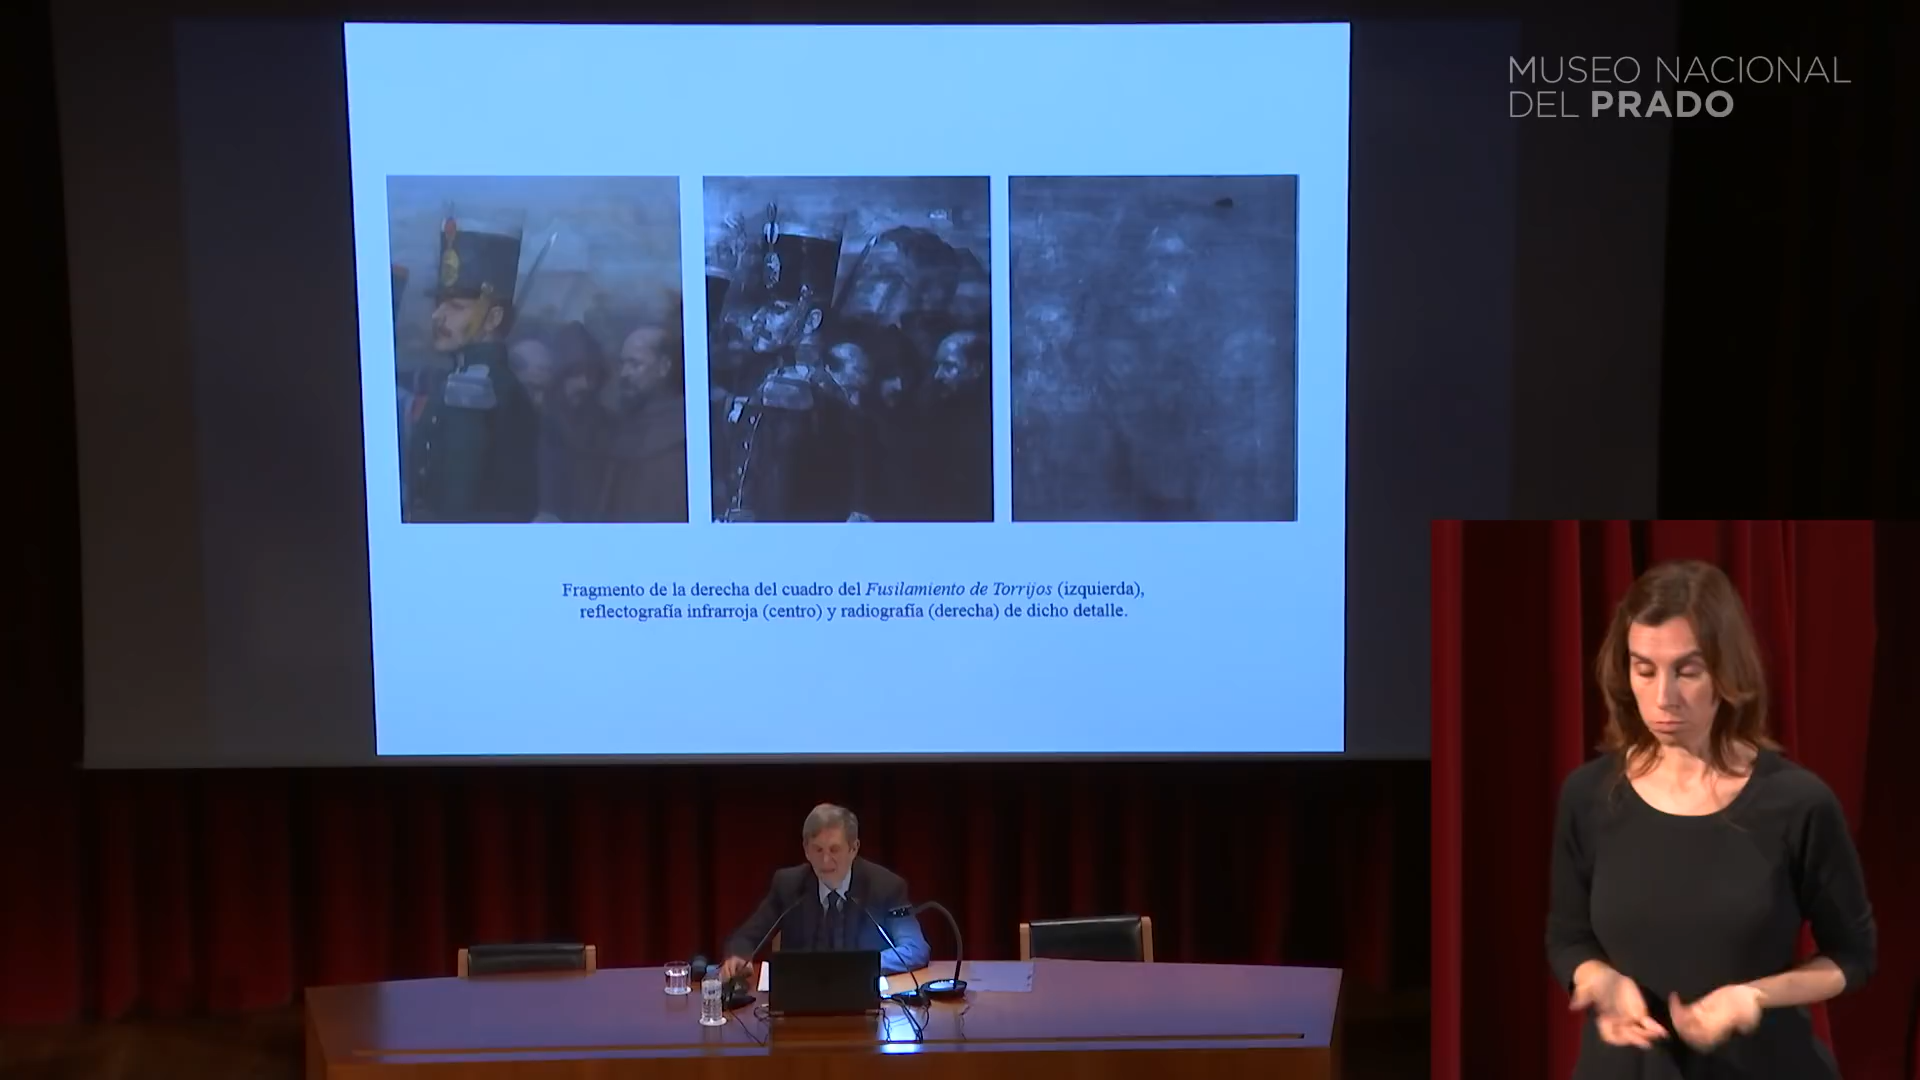 MUSEO NACIONAL
DEL PRADO
Fragmento de la derecha del cuadro del Fusilamiento de Torrijos (izquierda),
reflectografía infrarroja (centro) y radiografía (derecha) de dicho detalle.